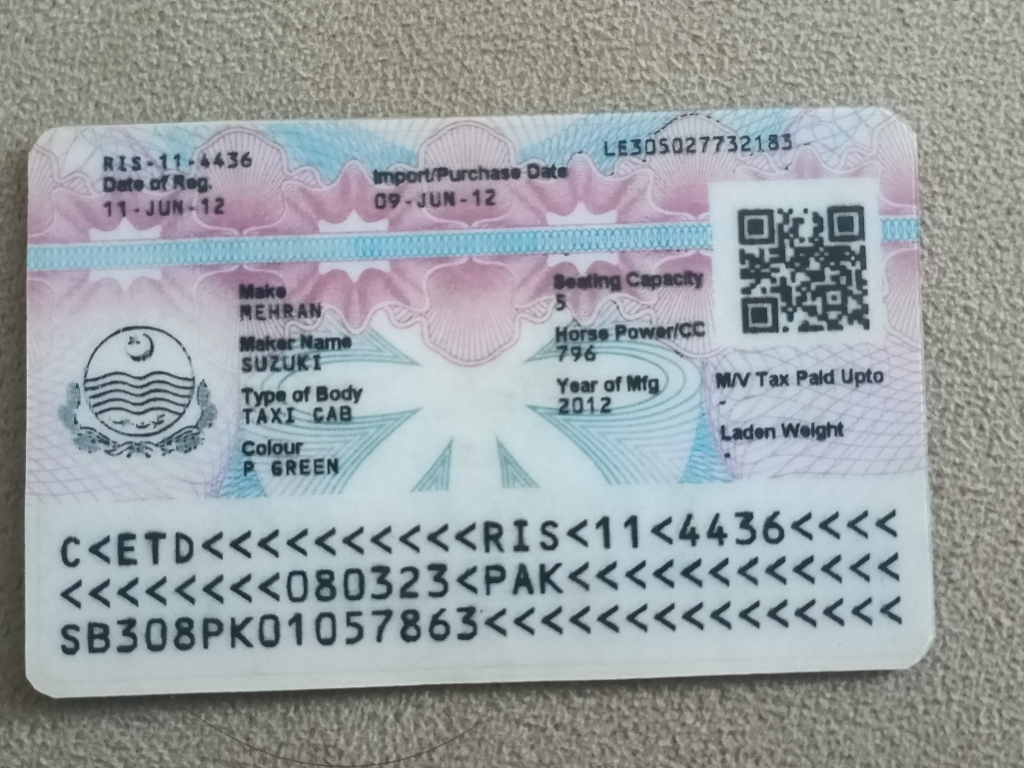 RIS-11-4436
Date of Reg.
11-JUN-12
Import/Purchase Date
09-JUN-12
LE305027732183
Make
MEHRAN
Maker Name
SUZUKI
Type of Body
TAXI CAB
Colour
P GREEN
Seating Capacity
5
Horse Power/CC
796
Year of Mfg
2012
M/V Tax Paid Upto
-
Laden Weight
-
C<ETD<<<<<<<<<<<RIS<11<4436<<<<
<<<<<<<<080323<PAK<<<<<<<<<<<<<
SB308PK01057863<<<<<<<<<<<<<<<<